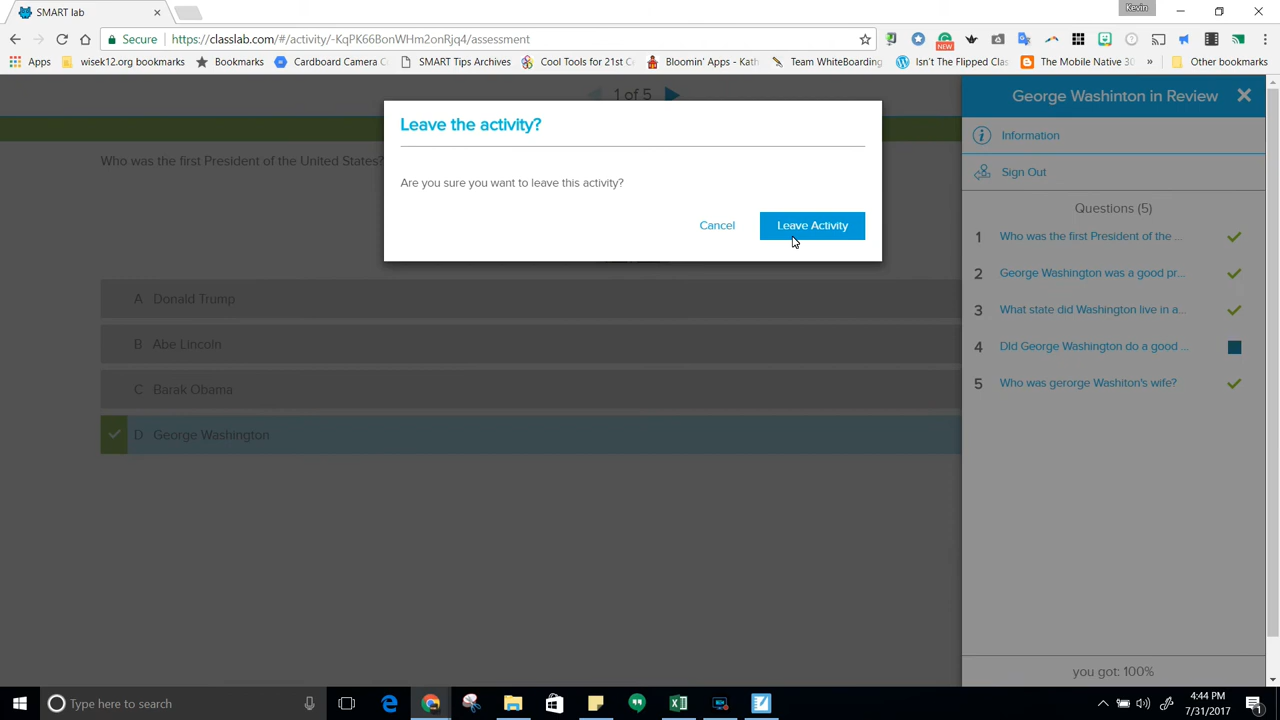 SMART lab
Kevin
Secure https://classlab.com/#/activity/-KqPK66BonWHm2onRjq4/assessment
NEW
Apps wisek12.org bookmarks Bookmarks Cardboard Camera SMART Tips Archives Cool Tools for 21st C Bloomin' Apps - Kath Team WhiteBoarding Isn't The Flipped Clas The Mobile Native 30 » Other bookmarks
1 of 5
George Washinton in Review
Leave the activity?
Information
Who was the first President of the United States?
Are you sure you want to leave this activity?
Sign Out
Questions (5)
Cancel Leave Activity
1 Who was the first President of the ...
2 George Washington was a good pr...
A Donald Trump
3 What state did Washington live in a...
B Abe Lincoln
4 DId George Washington do a good ...
C Barak Obama
5 Who was gerorge Washiton's wife?
D George Washington
you got: 100%
Type here to search
4:44 PM
7/31/2017
1